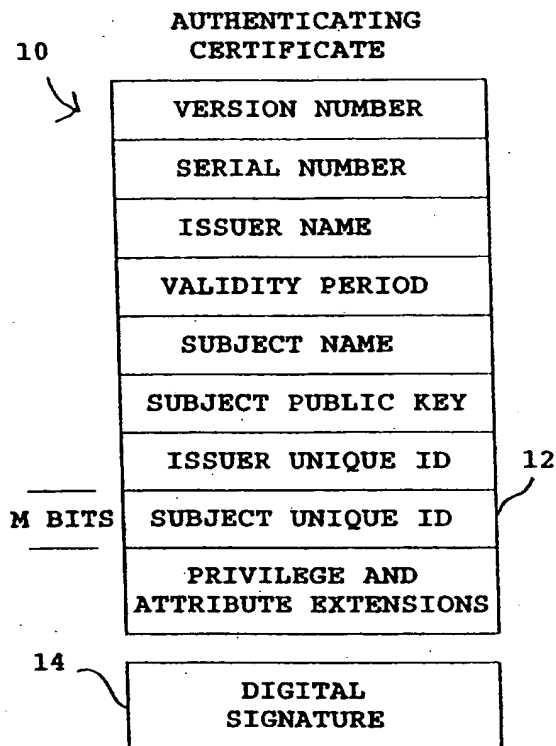 AUTHENTICATING
CERTIFICATE
10
VERSION NUMBER
SERIAL NUMBER
ISSUER NAME
VALIDITY PERIOD
SUBJECT NAME
SUBJECT PUBLIC KEY
ISSUER UNIQUE ID
12
M BITS
SUBJECT UNIQUE ID
PRIVILEGE AND
ATTRIBUTE EXTENSIONS
14
DIGITAL
SIGNATURE